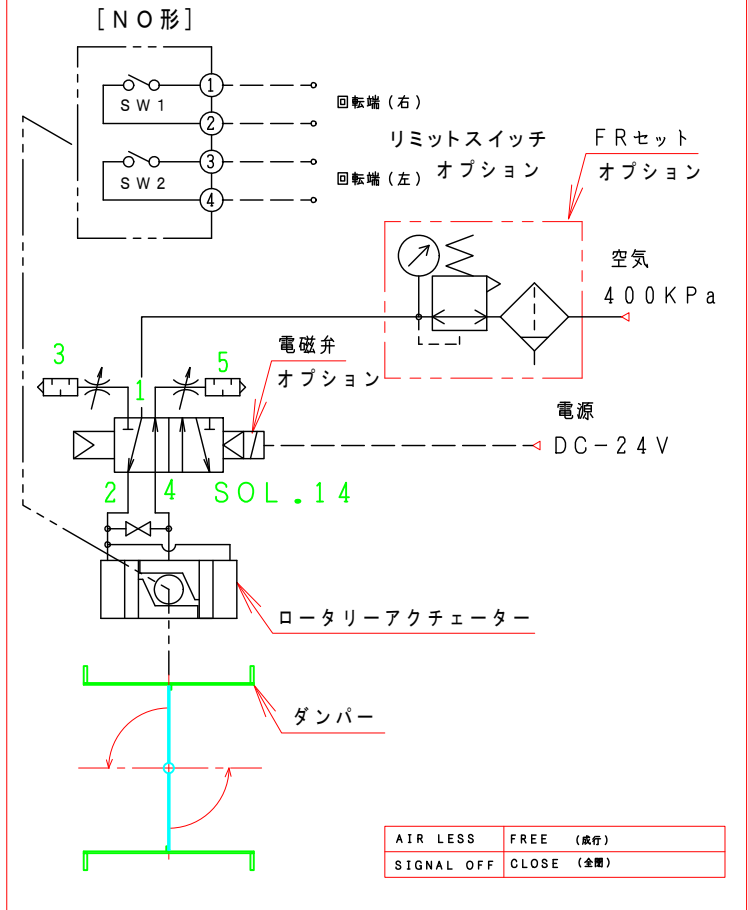 [NO形]
1
SW1
2
回転端(右)
3
SW2
4
回転端(左)
リミットスイッチ
オプション
FRセット
オプション
空気
400KPa
電磁弁
オプション
3
1
5
電源
DC-24V
2
4
SOL.14
ロータリーアクチェーター
ダンパー
AIR LESS FREE (成行)
SIGNAL OFF CLOSE (全閉)